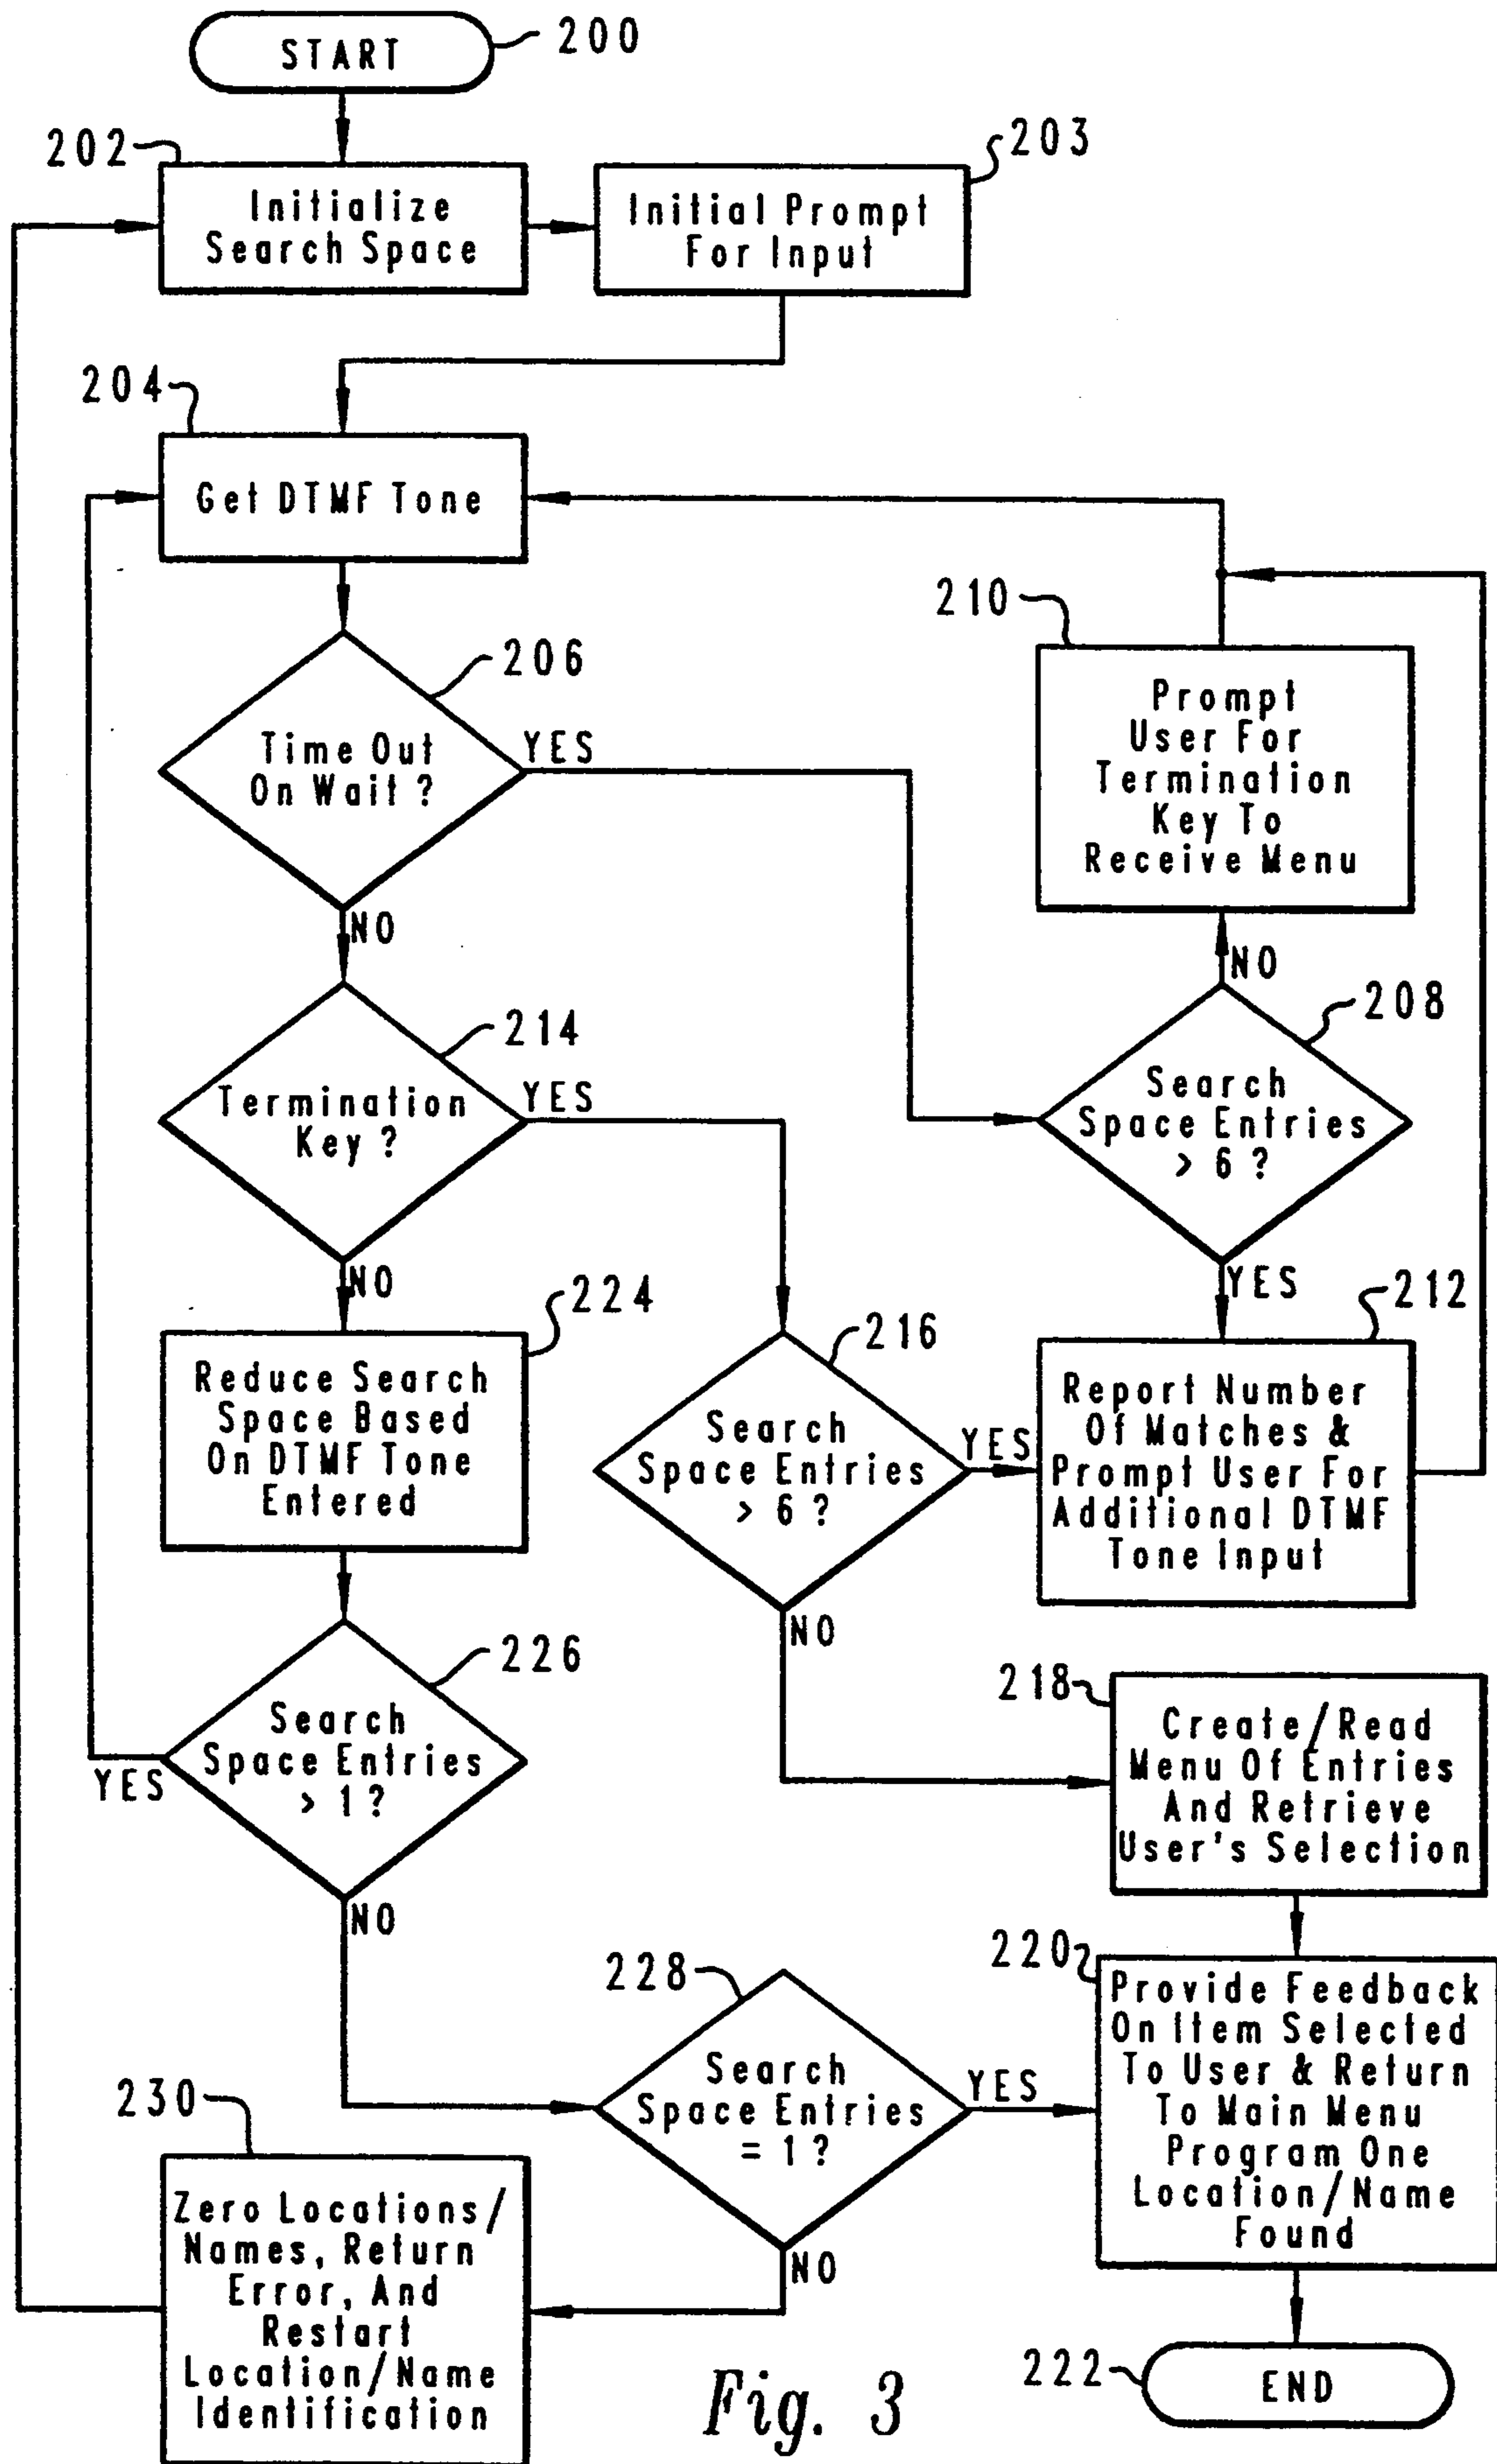 START
200
202
Initialize
Search Space
203
Initial Prompt
For Input
204
Get DTMF Tone
206
Time Out
On Wait ?
YES
NO
210
Prompt
User For
Termination
Key To
Receive Menu
NO
208
Search
Space Entries
> 6 ?
YES
214
Termination
Key ?
YES
NO
212
Report Number
Of Matches &
Prompt User For
Additional DTMF
Tone Input
216
Search
Space Entries
> 6 ?
YES
NO
224
Reduce Search
Space Based
On DTMF Tone
Entered
226
Search
Space Entries
> 1 ?
YES
NO
218
Create/Read
Menu Of Entries
And Retrieve
User's Selection
220
Provide Feedback
On Item Selected
To User & Return
To Main Menu
Program One
Location/Name
Found
228
Search
Space Entries
= 1 ?
YES
NO
230
Zero Locations/
Names, Return
Error, And
Restart
Location/Name
Identification
222
END
Fig. 3